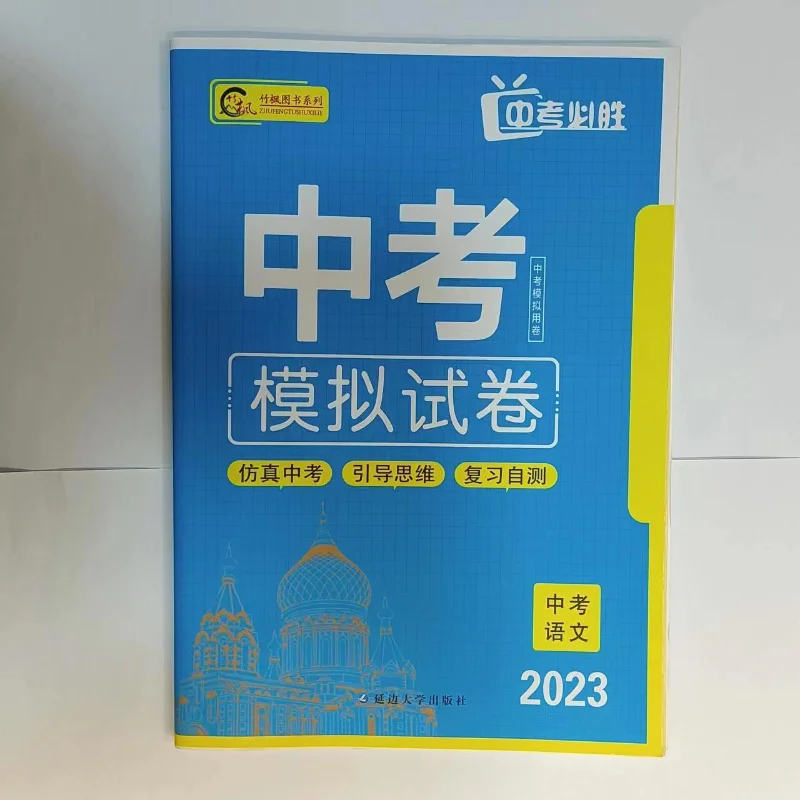 竹枫
竹枫图书系列
ZHUFENGTUSHUXILIE
中考必胜
中考
中考模拟用卷
模拟试卷
仿真中考 引导思维 复习自测
中考
语文
2023
延边大学出版社